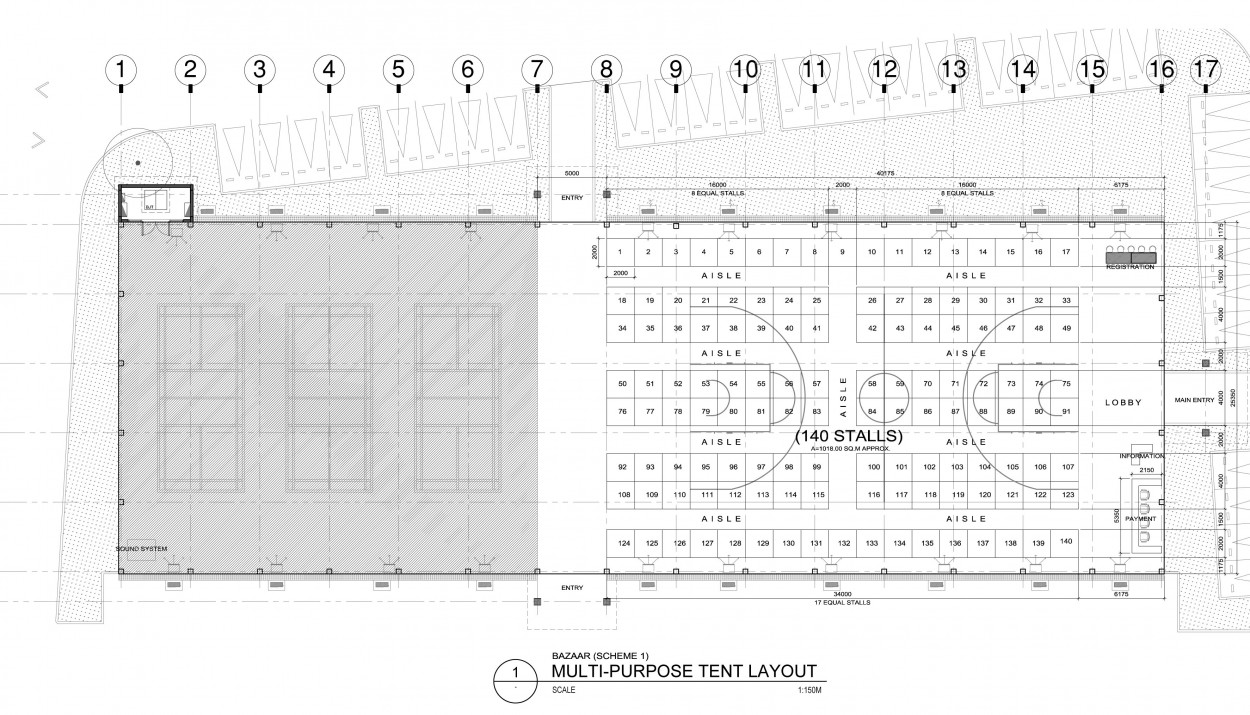 1 2 3 4 5 6 7 8 9 10 11 12 13 14 15 16 17
5000
40175
16000 2000 16000 6175
8 EQUAL STALLS 8 EQUAL STALLS
ENTRY
1175
2000
2000
1 2 3 4 5 6 7 8 9 10 11 12 13 14 15 16 17
REGISTRATION
2000
AISLE AISLE
1500
18 19 20 21 22 23 24 25 26 27 28 29 30 31 32 33
4000
34 35 36 37 38 39 40 41 42 43 44 45 46 47 48 49
AISLE AISLE
2000
50 51 52 53 54 55 56 57 58 59 70 71 72 73 74 75
AISLE
LOBBY
MAIN ENTRY
4000
25350
76 77 78 79 80 81 82 83 84 85 86 87 88 89 90 91
(140 STALLS)
A=1018.00 SQ.M APPROX.
AISLE AISLE
2000
INFORMATION
2150
92 93 94 95 96 97 98 99 100 101 102 103 104 105 106 107
4000
108 109 110 111 112 113 114 115 116 117 118 119 120 121 122 123
5350
PAYMENT
AISLE AISLE
1500
124 125 126 127 128 129 130 131 132 133 134 135 136 137 138 139 140
2000
SOUND SYSTEM
1175
ENTRY
34000 6175
17 EQUAL STALLS
BAZAAR (SCHEME 1)
1 MULTI-PURPOSE TENT LAYOUT
SCALE 1:150M